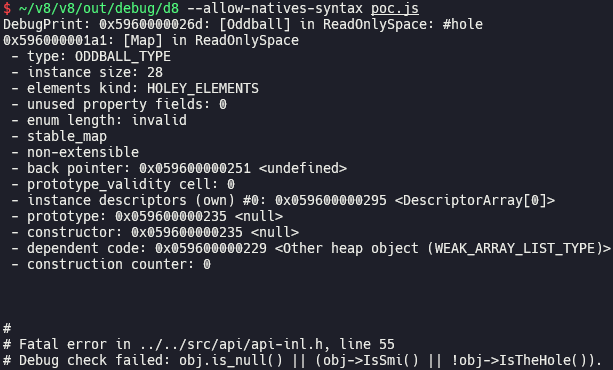 $ ~/v8/v8/out/debug/d8 --allow-natives-syntax poc.js
DebugPrint: 0x5960000026d: [Oddball] in ReadOnlySpace: #hole
0x596000001a1: [Map] in ReadOnlySpace
 - type: ODDBALL_TYPE
 - instance size: 28
 - elements kind: HOLEY_ELEMENTS
 - unused property fields: 0
 - enum length: invalid
 - stable_map
 - non-extensible
 - back pointer: 0x059600000251 <undefined>
 - prototype_validity cell: 0
 - instance descriptors (own) #0: 0x059600000295 <DescriptorArray[0]>
 - prototype: 0x059600000235 <null>
 - constructor: 0x059600000235 <null>
 - dependent code: 0x059600000229 <Other heap object (WEAK_ARRAY_LIST_TYPE)>
 - construction counter: 0
#
# Fatal error in ../../src/api/api-inl.h, line 55
# Debug check failed: obj.is_null() || (obj->IsSmi() || !obj->IsTheHole()).